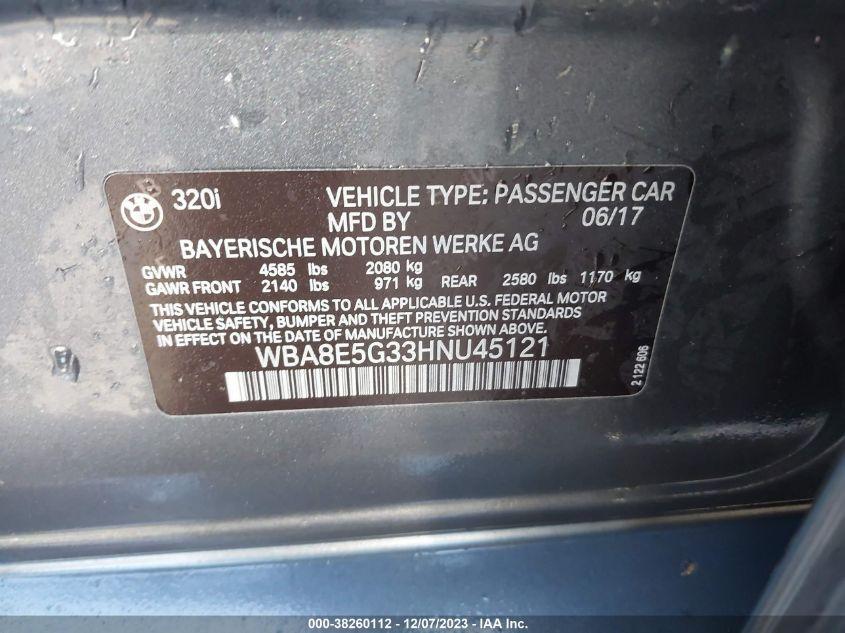 BMW
320i VEHICLE TYPE: PASSENGER CAR
MFD BY 06/17
BAYERISCHE MOTOREN WERKE AG
GVWR 4585 lbs 2080 kg
GAWR FRONT 2140 lbs 971 kg REAR 2580 lbs 1170 kg
THIS VEHICLE CONFORMS TO ALL APPLICABLE U.S. FEDERAL MOTOR
VEHICLE SAFETY, BUMPER AND THEFT PREVENTION STANDARDS
IN EFFECT ON THE DATE OF MANUFACTURE SHOWN ABOVE.
WBA8E5G33HNU45121
2 122 606
000-38260112 - 12/07/2023 - IAA Inc.